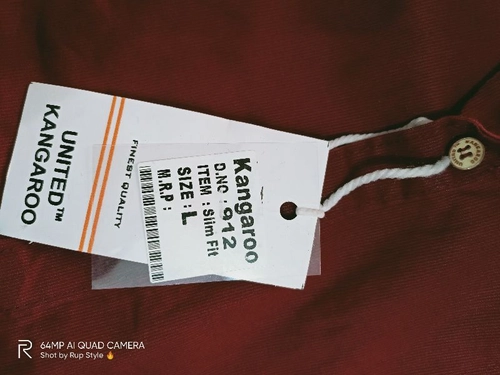 UNITED™
KANGAROO
FINEST QUALITY
Kangaroo
D.NO : 912
ITEM : Slim Fit
SIZE : L
M.R.P :
64MP AI QUAD CAMERA
Shot by Rup Style 🔥